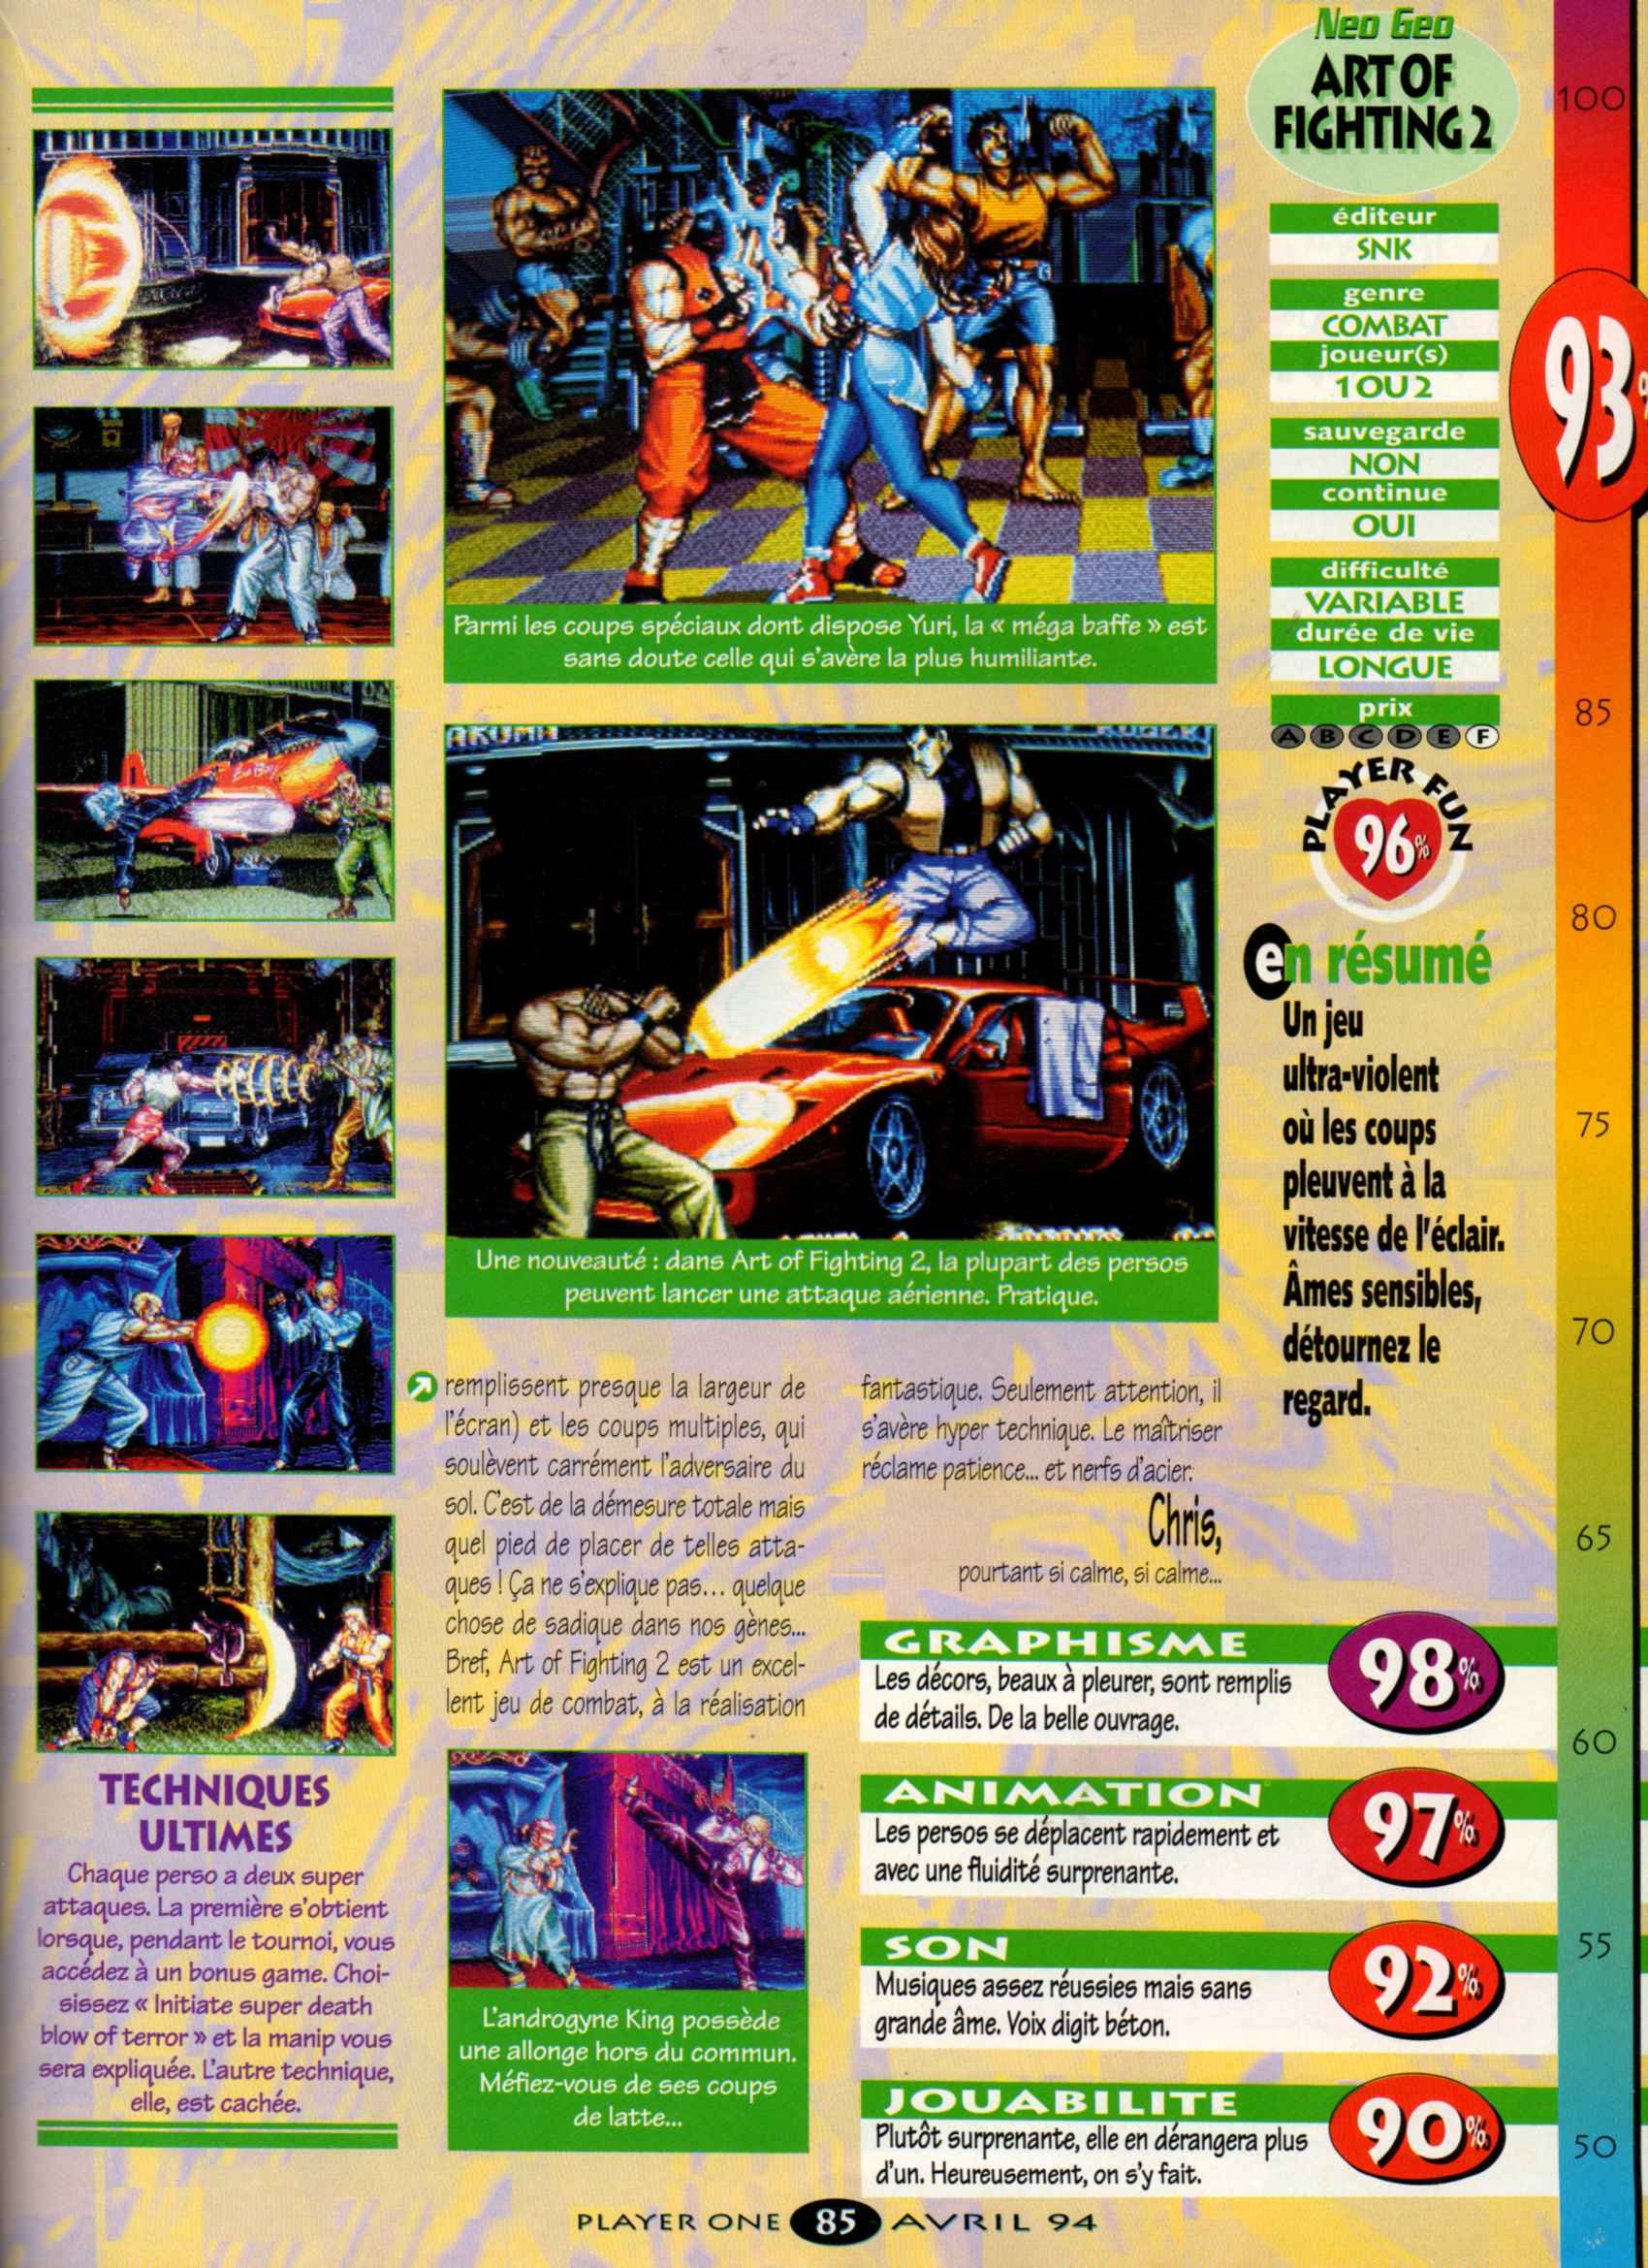 Neo Geo
ART OF
FIGHTING 2
éditeur
SNK
genre
COMBAT
joueur(s)
1 OU 2
sauvegarde
NON
continue
OUI
difficulté
VARIABLE
durée de vie
LONGUE
prix
A B C D E F
PLAYER FUN
96%
en résumé
Un jeu
ultra-violent
où les coups
pleuvent à la
vitesse de l'éclair.
Âmes sensibles,
détournez le
regard.
100
93%
85
80
75
70
65
60
55
50
Parmi les coups spéciaux dont dispose Yuri, la « méga baffe » est
sans doute celle qui s'avère la plus humiliante.
Une nouveauté : dans Art of Fighting 2, la plupart des persos
peuvent lancer une attaque aérienne. Pratique.
remplissent presque la largeur de
l'écran) et les coups multiples, qui
soulèvent carrément l'adversaire du
sol. C'est de la démesure totale mais
quel pied de placer de telles atta-
ques ! Ça ne s'explique pas... quelque
chose de sadique dans nos gènes...
Bref, Art of Fighting 2 est un excel-
lent jeu de combat, à la réalisation
fantastique. Seulement attention, il
s'avère hyper technique. Le maîtriser
réclame patience... et nerfs d'acier.
Chris,
pourtant si calme, si calme...
TECHNIQUES
ULTIMES
Chaque perso a deux super
attaques. La première s'obtient
lorsque, pendant le tournoi, vous
accédez à un bonus game. Choi-
sissez « Initiate super death
blow of terror » et la manip vous
sera expliquée. L'autre technique,
elle, est cachée.
L'androgyne King possède
une allonge hors du commun.
Méfiez-vous de ses coups
de latte...
GRAPHISME
98%
Les décors, beaux à pleurer, sont remplis
de détails. De la belle ouvrage.
ANIMATION
97%
Les persos se déplacent rapidement et
avec une fluidité surprenante.
SON
92%
Musiques assez réussies mais sans
grande âme. Voix digit béton.
JOUABILITE
90%
Plutôt surprenante, elle en dérangera plus
d'un. Heureusement, on s'y fait.
PLAYER ONE 85 AVRIL 94